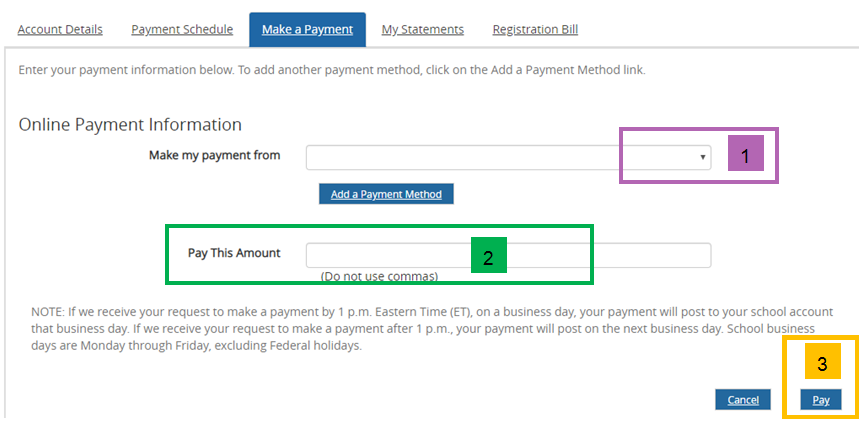 Account Details Payment Schedule Make a Payment My Statements Registration Bill
Enter your payment information below. To add another payment method, click on the Add a Payment Method link.
Online Payment Information
Make my payment from 1
Add a Payment Method
Pay This Amount 2
(Do not use commas)
NOTE: If we receive your request to make a payment by 1 p.m. Eastern Time (ET), on a business day, your payment will post to your school account
that business day. If we receive your request to make a payment after 1 p.m., your payment will post on the next business day. School business
days are Monday through Friday, excluding Federal holidays.
3
Cancel Pay